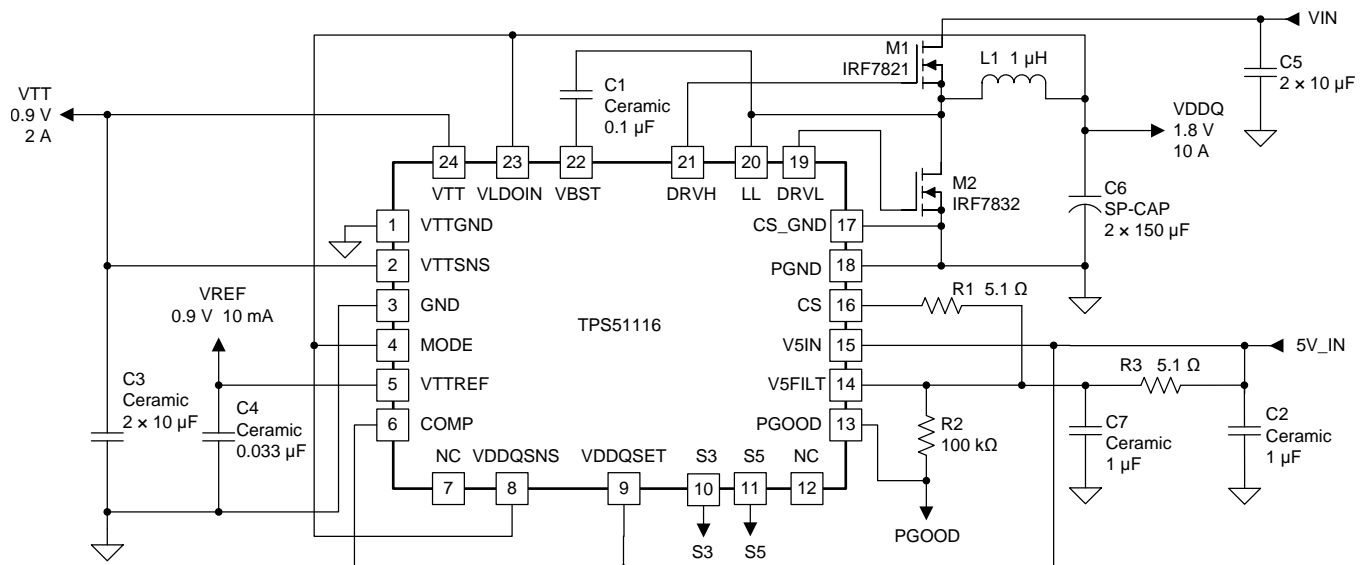 VIN
M1
IRF7821
L1 1 µH
C5
2 × 10 µF
VTT
0.9 V
2 A
C1
Ceramic
0.1 µF
VDDQ
1.8 V
10 A
24
23
22
21
20
19
VTT
VLDOIN
VBST
DRVH
LL
DRVL
M2
IRF7832
C6
SP-CAP
2 × 150 µF
1
VTTGND
CS_GND
17
2
VTTSNS
PGND
18
VREF
0.9 V 10 mA
3
GND
CS
16
R1 5.1 Ω
TPS51116
4
MODE
V5IN
15
5V_IN
5
VTTREF
V5FILT
14
R3 5.1 Ω
C3
Ceramic
2 × 10 µF
C4
Ceramic
0.033 µF
6
COMP
PGOOD
13
R2
100 kΩ
C7
Ceramic
1 µF
C2
Ceramic
1 µF
NC
VDDQSNS
VDDQSET
S3
S5
NC
7
8
9
10
11
12
S3
S5
PGOOD